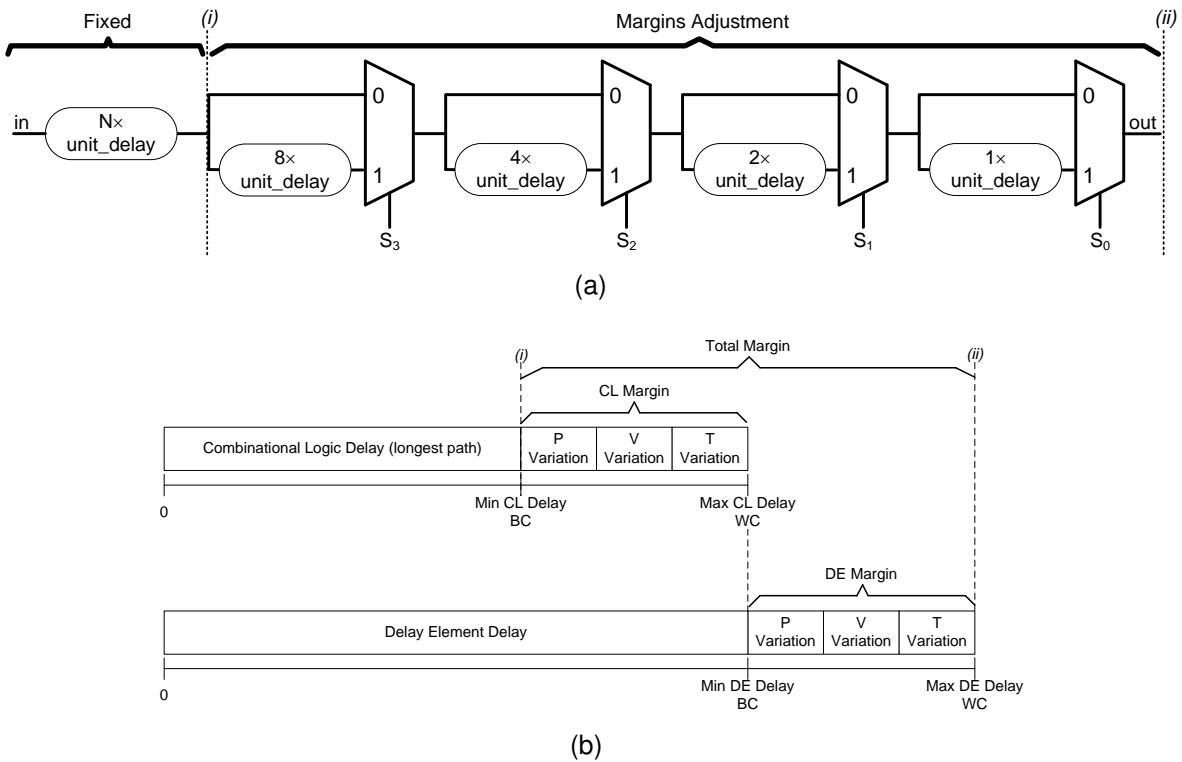 Fixed
(i)
Margins Adjustment
(ii)
in
N×
unit_delay
0
8×
unit_delay
1
S3
0
4×
unit_delay
1
S2
0
2×
unit_delay
1
S1
0
1×
unit_delay
1
S0
out
(a)
(i)
Total Margin
(ii)
CL Margin
Combinational Logic Delay (longest path)
P
Variation
V
Variation
T
Variation
0
Min CL Delay
BC
Max CL Delay
WC
DE Margin
Delay Element Delay
P
Variation
V
Variation
T
Variation
0
Min DE Delay
BC
Max DE Delay
WC
(b)